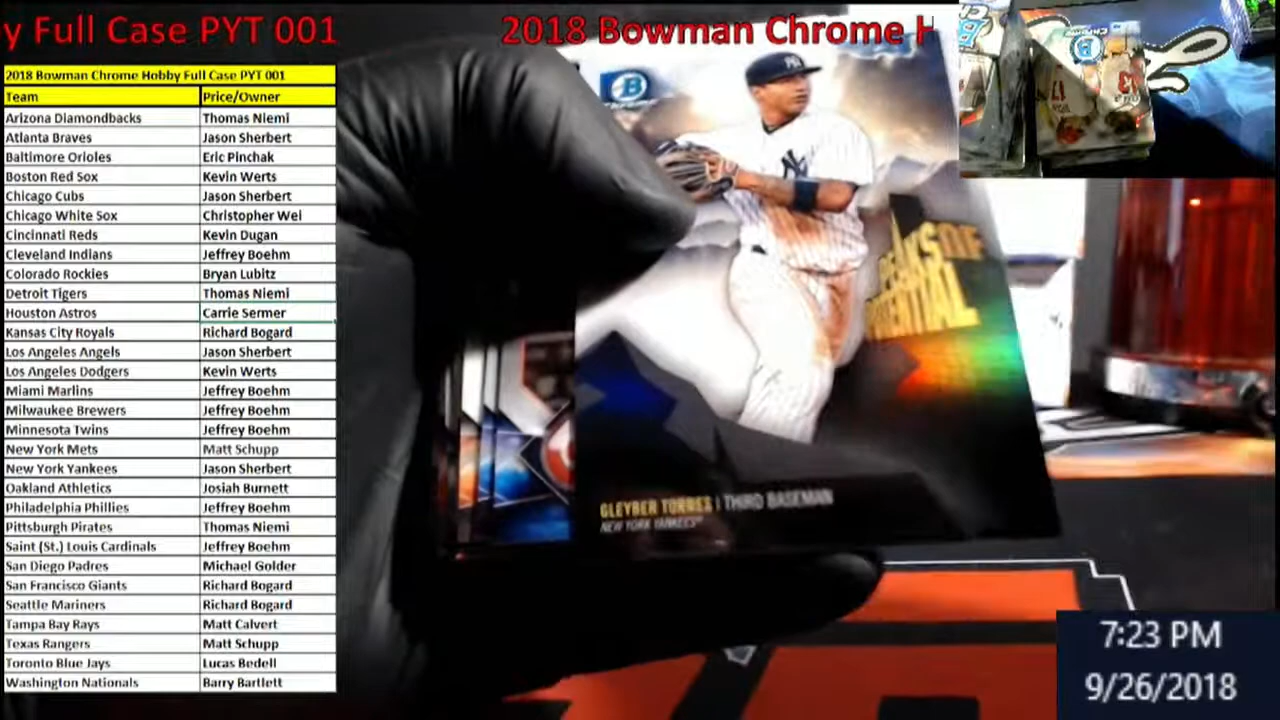 y Full Case PYT 001
2018 Bowman Chrome H
2018 Bowman Chrome Hobby Full Case PYT 001
Team Price/Owner
Arizona Diamondbacks Thomas Niemi
Atlanta Braves Jason Sherbert
Baltimore Orioles Eric Pinchak
Boston Red Sox Kevin Werts
Chicago Cubs Jason Sherbert
Chicago White Sox Christopher Wei
Cincinnati Reds Kevin Dugan
Cleveland Indians Jeffrey Boehm
Colorado Rockies Bryan Lubitz
Detroit Tigers Thomas Niemi
Houston Astros Carrie Sermer
Kansas City Royals Richard Bogard
Los Angeles Angels Jason Sherbert
Los Angeles Dodgers Kevin Werts
Miami Marlins Jeffrey Boehm
Milwaukee Brewers Jeffrey Boehm
Minnesota Twins Jeffrey Boehm
New York Mets Matt Schupp
New York Yankees Jason Sherbert
Oakland Athletics Josiah Burnett
Philadelphia Phillies Jeffrey Boehm
Pittsburgh Pirates Thomas Niemi
Saint (St.) Louis Cardinals Jeffrey Boehm
San Diego Padres Michael Golder
San Francisco Giants Richard Bogard
Seattle Mariners Richard Bogard
Tampa Bay Rays Matt Calvert
Texas Rangers Matt Schupp
Toronto Blue Jays Lucas Bedell
Washington Nationals Barry Bartlett
B
NY
PEAKS OF
POTENTIAL
GLEYBER TORRES | THIRD BASEMAN
NEW YORK YANKEES
7:23 PM
9/26/2018